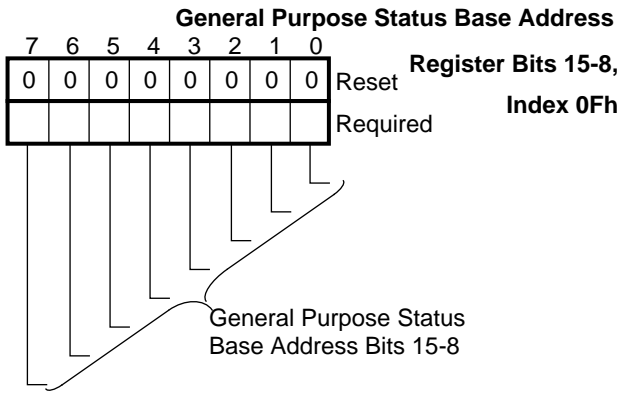 General Purpose Status Base Address
Register Bits 15-8,
Index 0Fh
7 6 5 4 3 2 1 0
0 0 0 0 0 0 0 0 Reset
Required
General Purpose Status
Base Address Bits 15-8